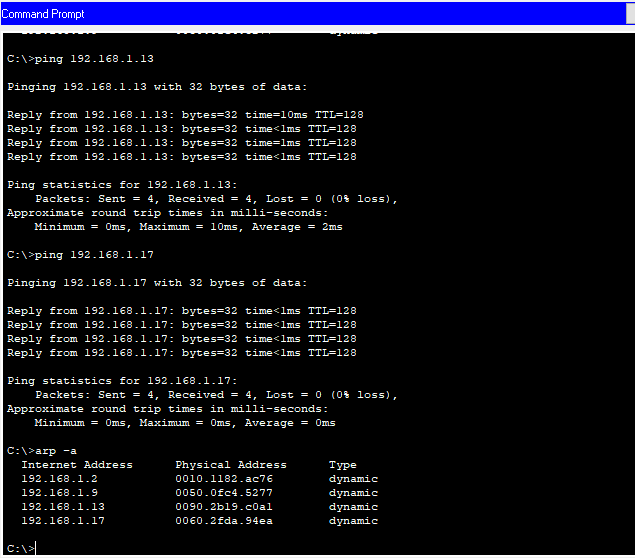 Command Prompt
C:\>ping 192.168.1.13
Pinging 192.168.1.13 with 32 bytes of data:
Reply from 192.168.1.13: bytes=32 time=10ms TTL=128
Reply from 192.168.1.13: bytes=32 time<1ms TTL=128
Reply from 192.168.1.13: bytes=32 time=1ms TTL=128
Reply from 192.168.1.13: bytes=32 time<1ms TTL=128
Ping statistics for 192.168.1.13:
Packets: Sent = 4, Received = 4, Lost = 0 (0% loss),
Approximate round trip times in milli-seconds:
Minimum = 0ms, Maximum = 10ms, Average = 2ms
C:\>ping 192.168.1.17
Pinging 192.168.1.17 with 32 bytes of data:
Reply from 192.168.1.17: bytes=32 time<1ms TTL=128
Reply from 192.168.1.17: bytes=32 time<1ms TTL=128
Reply from 192.168.1.17: bytes=32 time<1ms TTL=128
Reply from 192.168.1.17: bytes=32 time<1ms TTL=128
Ping statistics for 192.168.1.17:
Packets: Sent = 4, Received = 4, Lost = 0 (0% loss),
Approximate round trip times in milli-seconds:
Minimum = 0ms, Maximum = 0ms, Average = 0ms
C:\>arp -a
Internet Address Physical Address Type
192.168.1.2 0010.1182.ac76 dynamic
192.168.1.9 0050.0fc4.5277 dynamic
192.168.1.13 0090.2b19.c0a1 dynamic
192.168.1.17 0060.2fda.94ea dynamic
C:\>